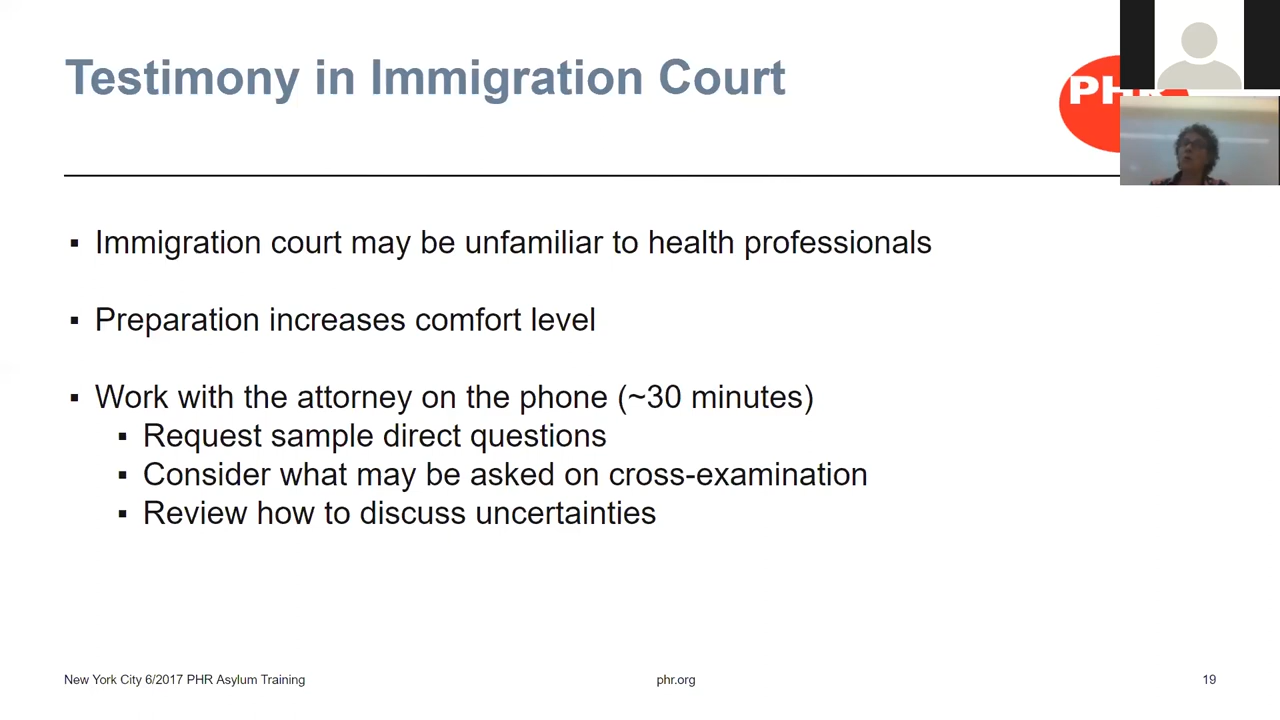 Testimony in Immigration Court
▪ Immigration court may be unfamiliar to health professionals
▪ Preparation increases comfort level
▪ Work with the attorney on the phone (~30 minutes)
▪ Request sample direct questions
▪ Consider what may be asked on cross-examination
▪ Review how to discuss uncertainties
New York City 6/2017 PHR Asylum Training
phr.org
19